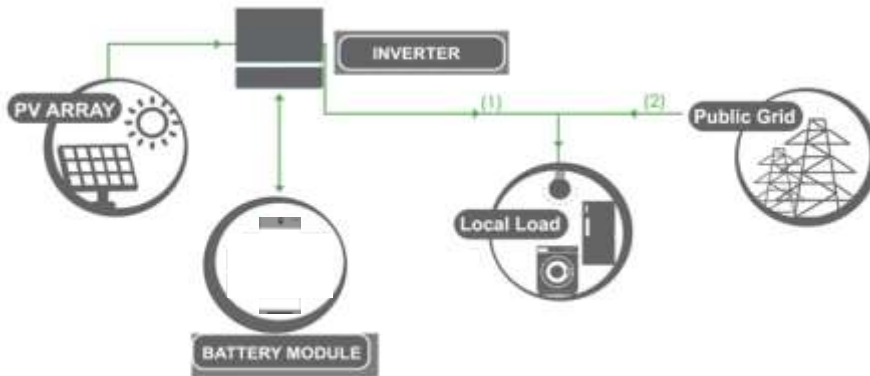 INVERTER
PV ARRAY
(1)
(2)
Public Grid
Local Load
BATTERY MODULE